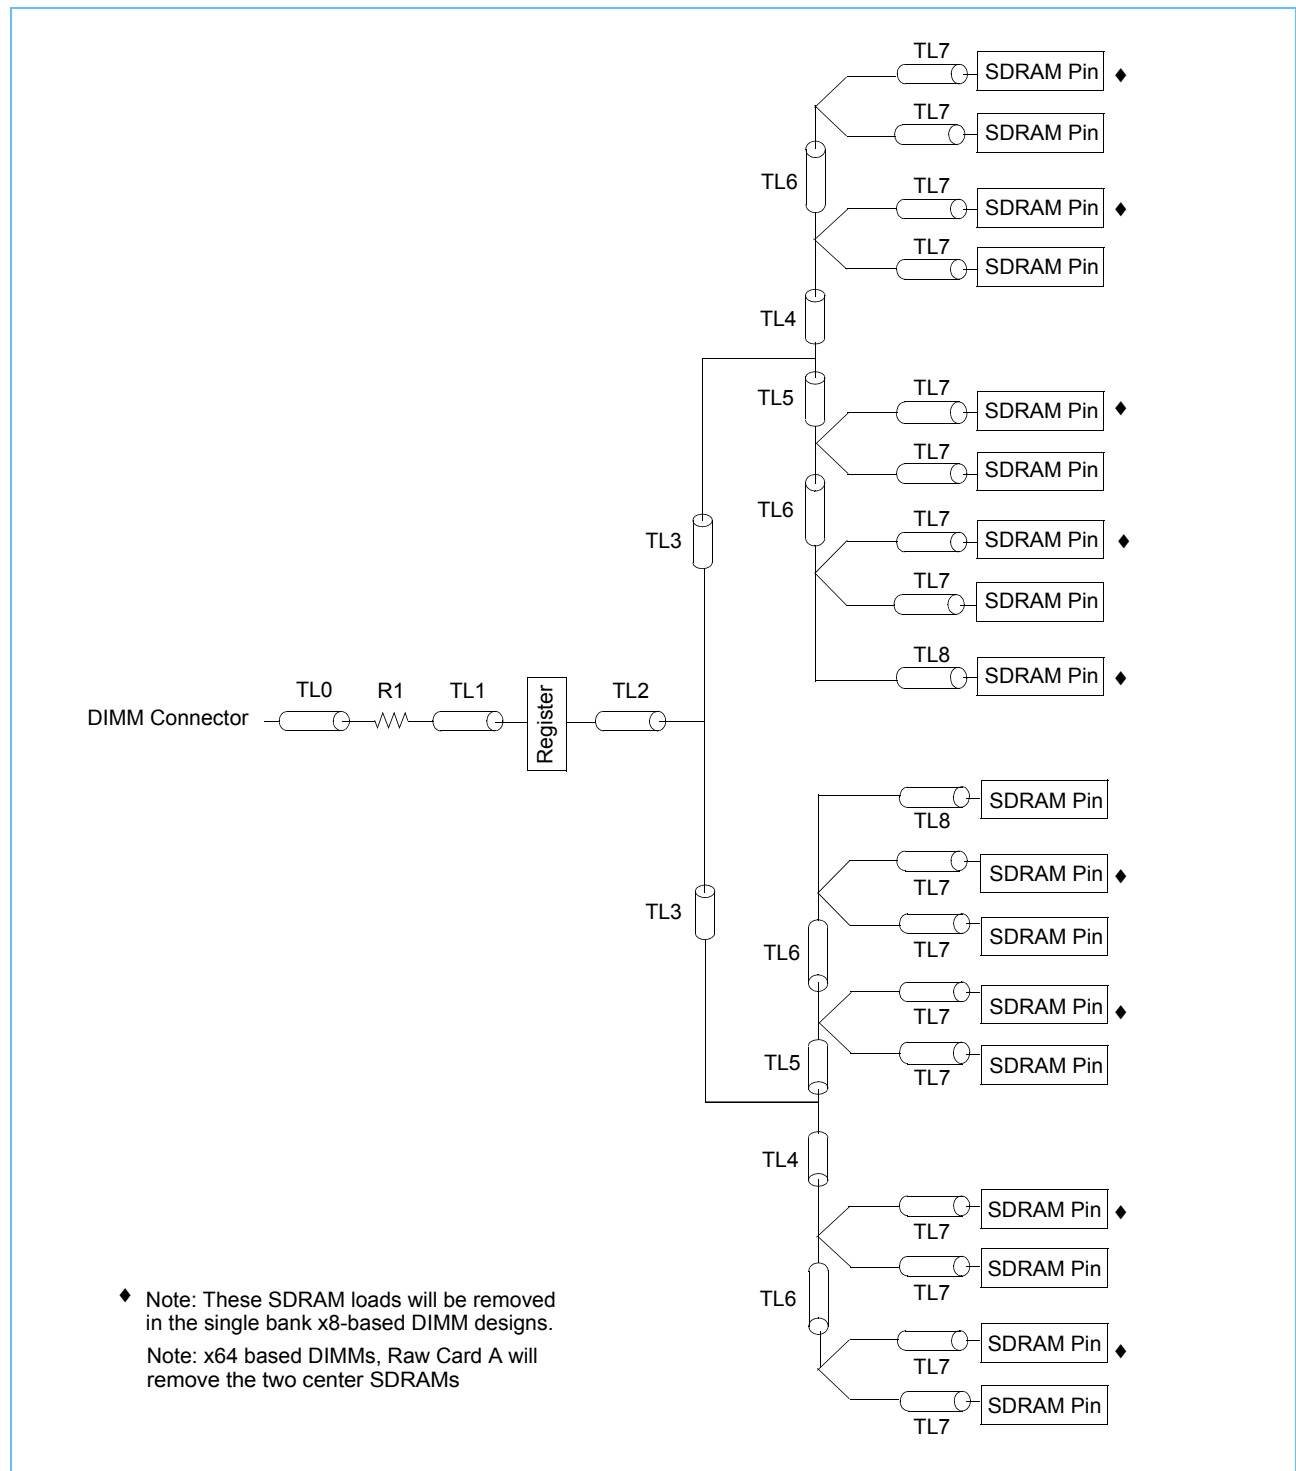 TL7
SDRAM Pin ♦
TL7
SDRAM Pin
TL6
TL7
SDRAM Pin ♦
TL7
SDRAM Pin
TL4
TL5
TL7
SDRAM Pin ♦
TL7
SDRAM Pin
TL6
TL7
SDRAM Pin ♦
TL3
TL7
SDRAM Pin
TL8
SDRAM Pin ♦
DIMM Connector
TL0
R1
TL1
Register
TL2
SDRAM Pin
TL8
SDRAM Pin ♦
TL7
TL3
SDRAM Pin
TL7
TL6
SDRAM Pin ♦
TL7
TL5
SDRAM Pin
TL7
TL4
SDRAM Pin ♦
TL7
SDRAM Pin
TL7
TL6
SDRAM Pin ♦
TL7
SDRAM Pin
TL7
♦ Note: These SDRAM loads will be removed
in the single bank x8-based DIMM designs.
Note: x64 based DIMMs, Raw Card A will
remove the two center SDRAMs